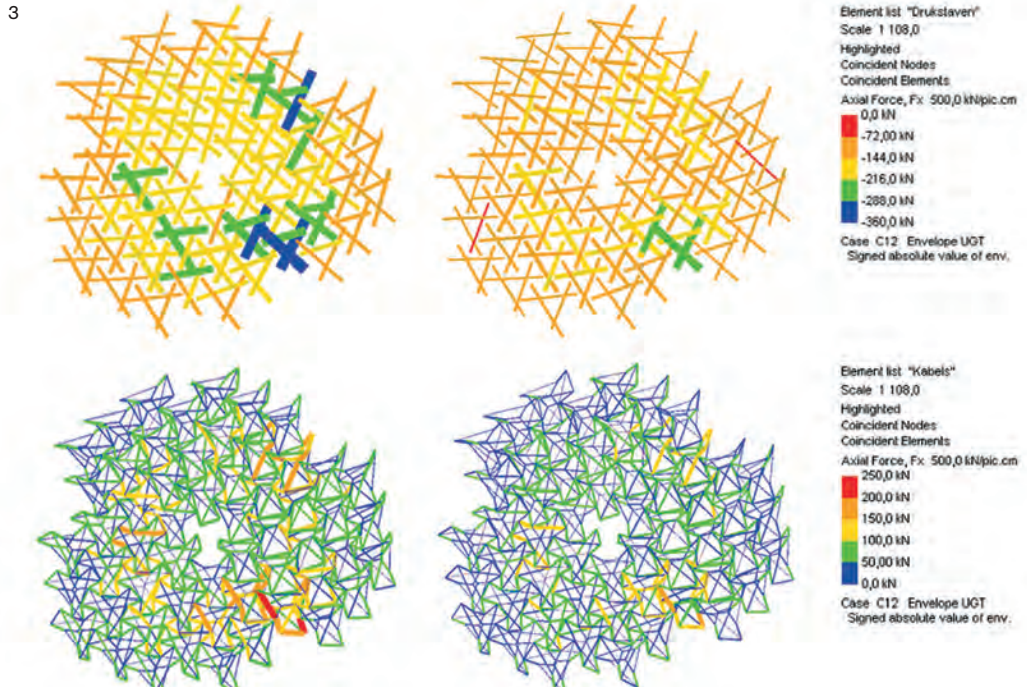 3
Element list "Drukstaven"
Scale 1 108,0
Highlighted
Coincident Nodes
Coincident Elements
Axial Force, Fx 500,0 kN/pic.cm
0,0 kN
-72,00 kN
-144,0 kN
-216,0 kN
-288,0 kN
-360,0 kN
Case C12 Envelope UGT
Signed absolute value of env.
Element list "Kabels"
Scale 1 108,0
Highlighted
Coincident Nodes
Coincident Elements
Axial Force, Fx 500,0 kN/pic.cm
250,0 kN
200,0 kN
150,0 kN
100,0 kN
50,00 kN
0,0 kN
Case C12 Envelope UGT
Signed absolute value of env.